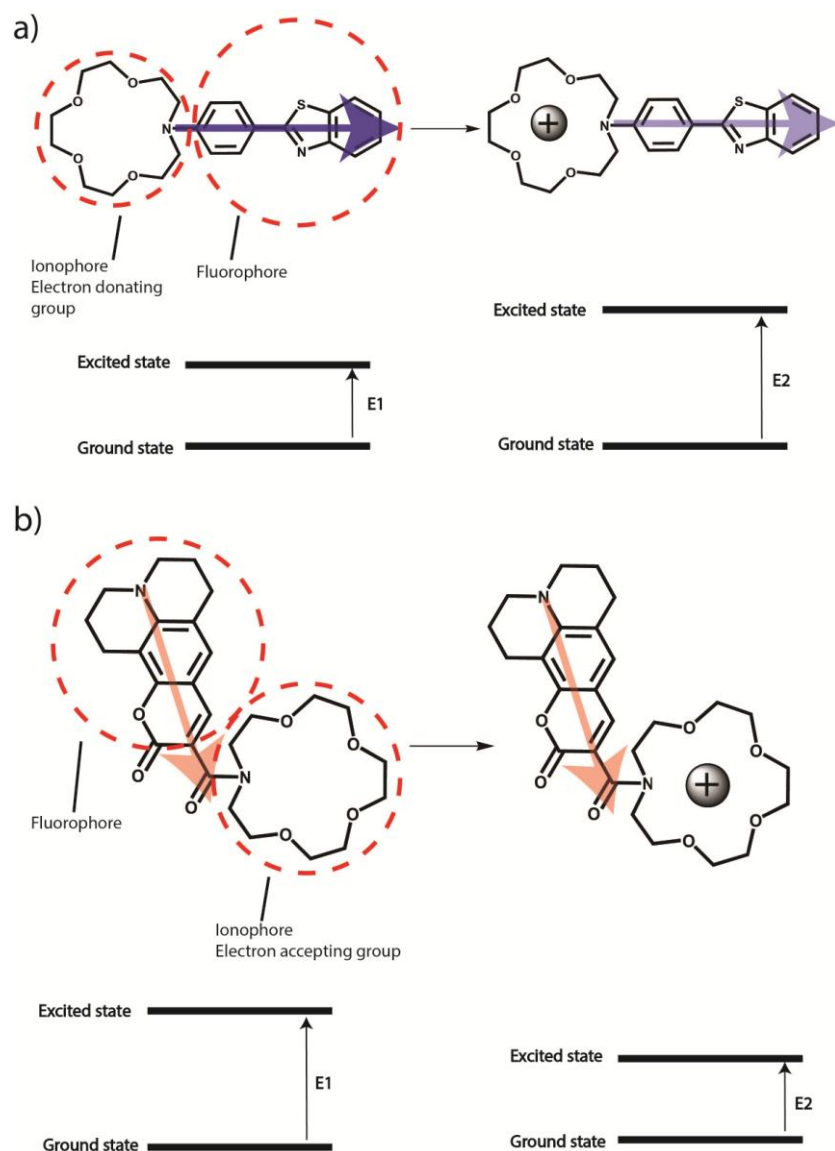 a)
O
O
O
O
N
S
N
+
O
O
O
O
N
S
N
Ionophore
Electron donating
group
Fluorophore
Excited state
E1
Ground state
Excited state
E2
Ground state
b)
N
O
O
O
N
O
O
O
O
O
N
O
O
O
N
+
O
O
O
O
O
Fluorophore
Ionophore
Electron accepting group
Excited state
E1
Ground state
Excited state
E2
Ground state